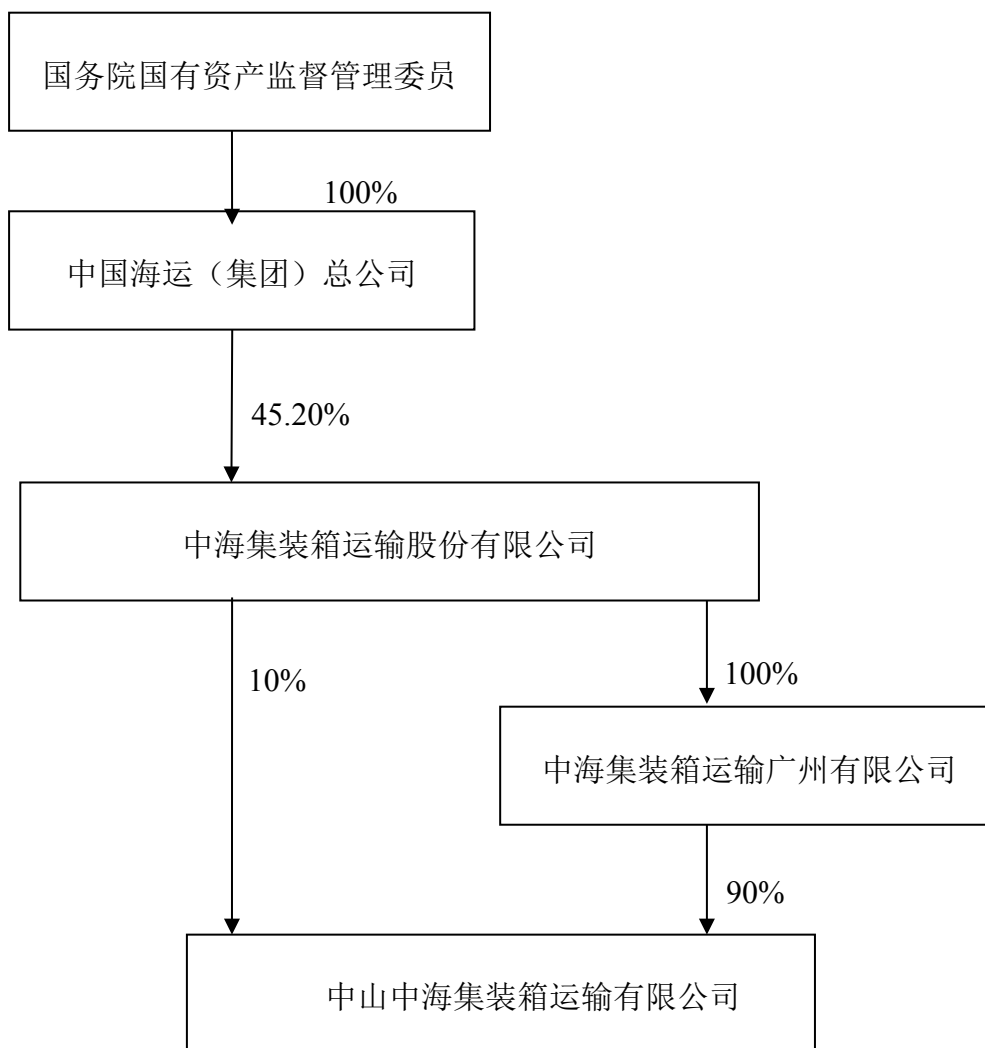 国务院国有资产监督管理委员
100%
中国海运（集团）总公司
45.20%
中海集装箱运输股份有限公司
10%
100%
中海集装箱运输广州有限公司
90%
中山中海集装箱运输有限公司